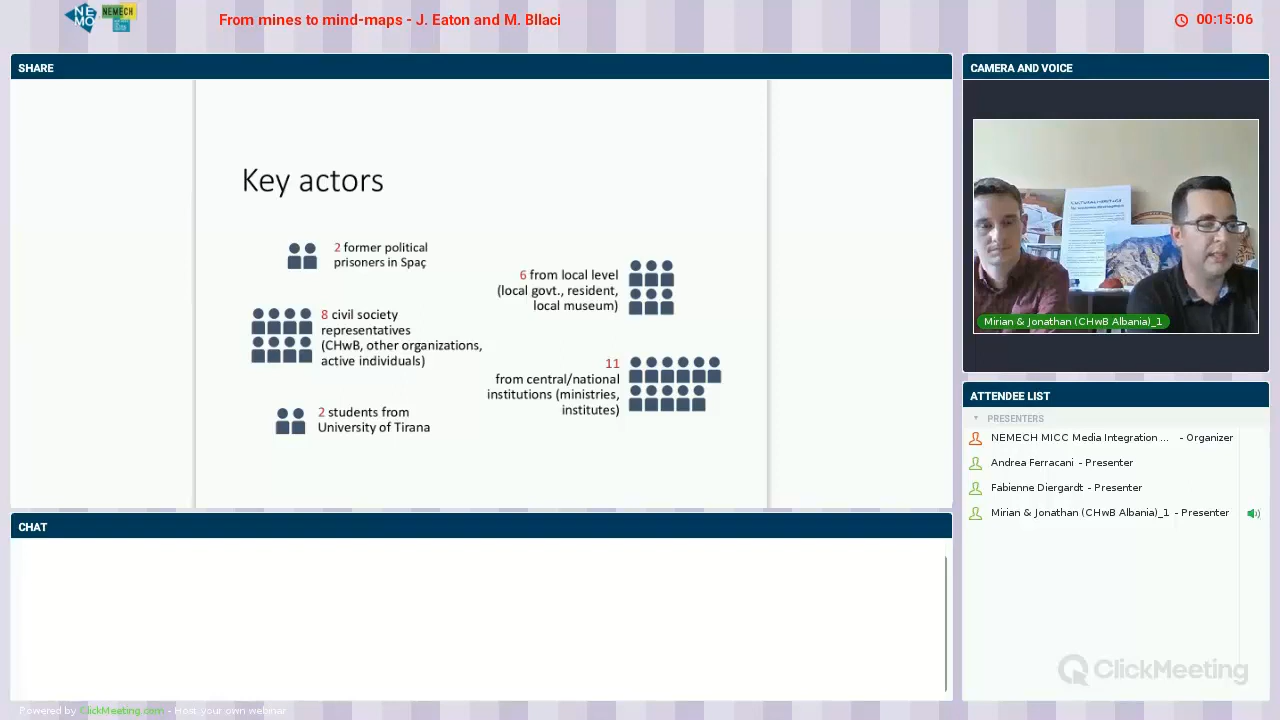 NE
MO
NEMECH
From mines to mind-maps - J. Eaton and M. Bllaci
00:15:06
SHARE
Key actors
2 former political
prisoners in Spaç
8 civil society
representatives
(CHwB, other organizations,
active individuals)
2 students from
University of Tirana
6 from local level
(local govt., resident,
local museum)
11
from central/national
institutions (ministries,
institutes)
CAMERA AND VOICE
Mirian & Jonathan (CHwB Albania)_1
ATTENDEE LIST
PRESENTERS
NEMECH MICC Media Integration ... - Organizer
Andrea Ferracani - Presenter
Fabienne Diergardt - Presenter
Mirian & Jonathan (CHwB Albania)_1 - Presenter
CHAT
ClickMeeting
Powered by ClickMeeting.com - Host your own webinar